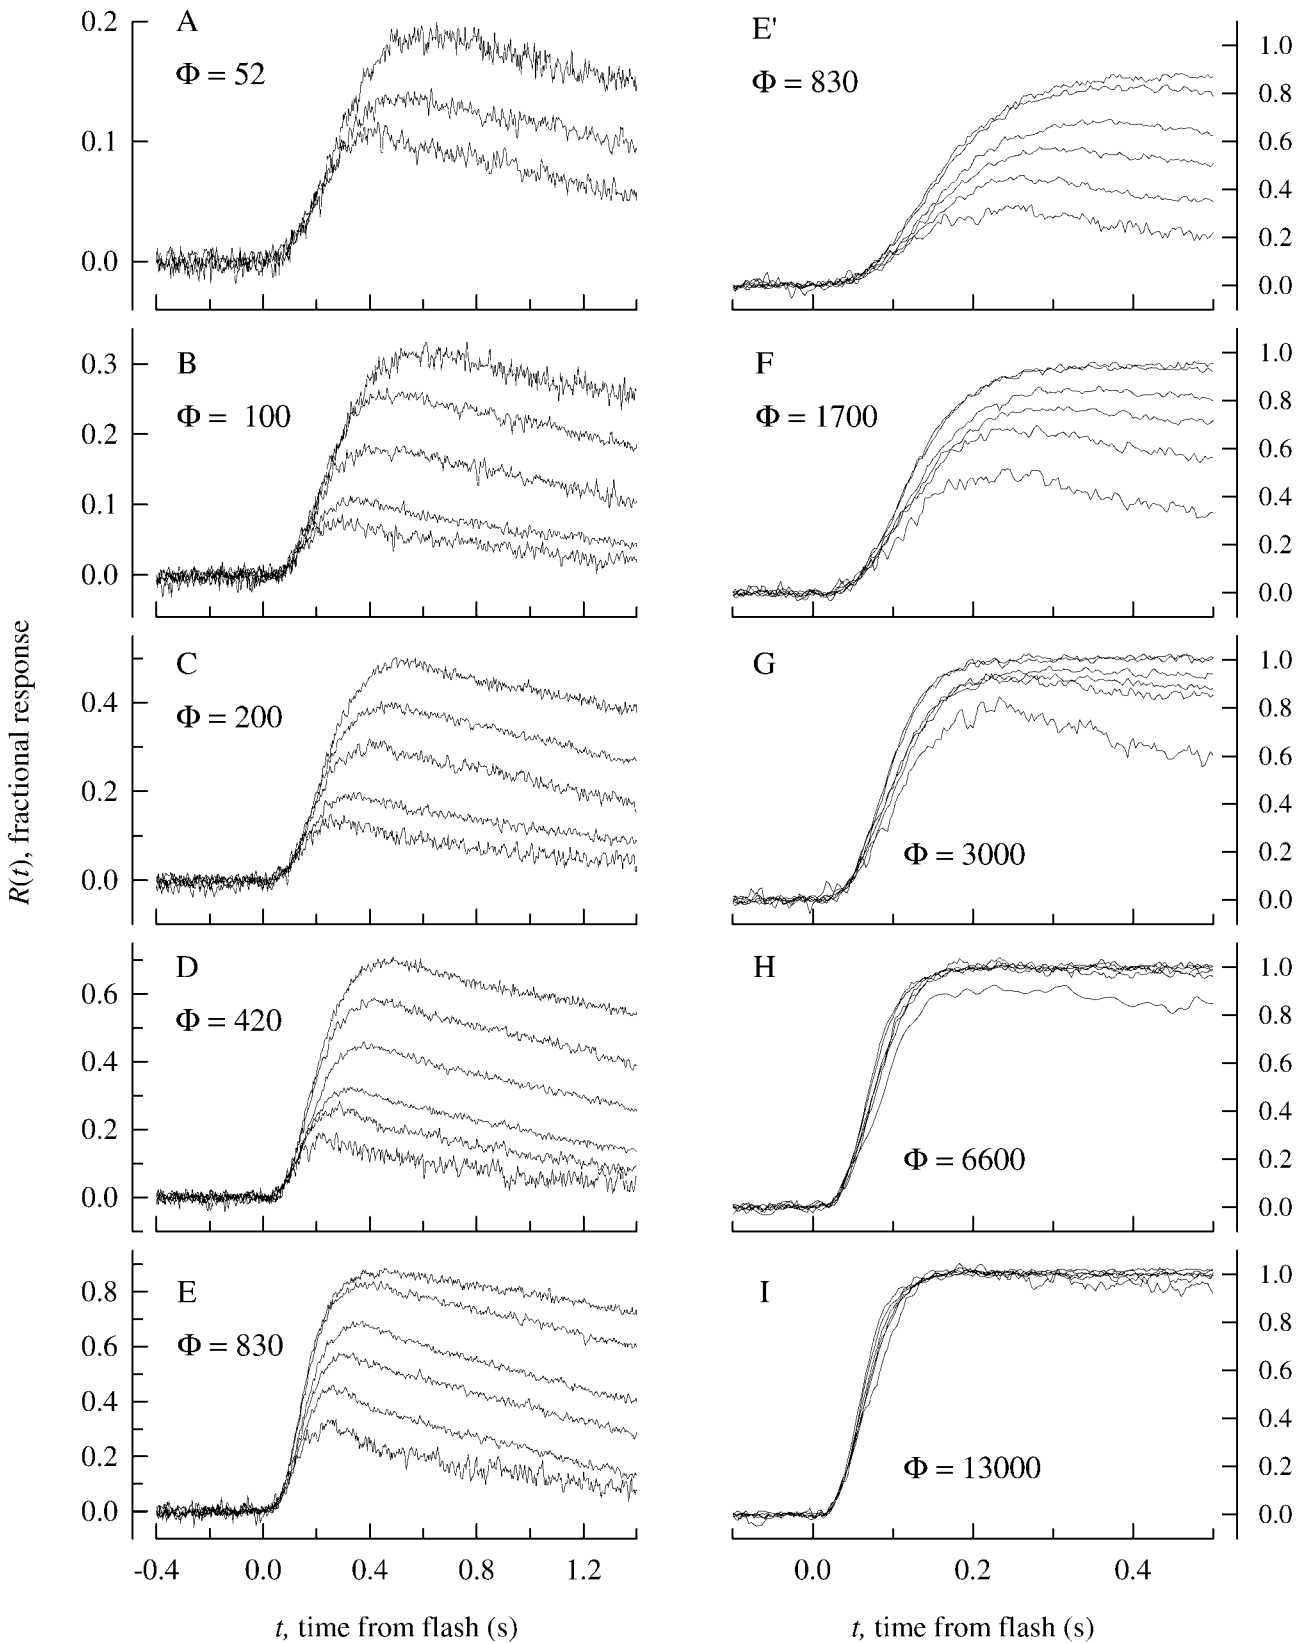 A
Φ = 52
0.2
0.1
0.0
B
Φ = 100
0.3
0.2
0.1
0.0
C
Φ = 200
0.4
0.2
0.0
D
Φ = 420
0.6
0.4
0.2
0.0
E
Φ = 830
0.8
0.6
0.4
0.2
0.0
-0.4 0.0 0.4 0.8 1.2
t, time from flash (s)
R(t), fractional response
E'
Φ = 830
1.0
0.8
0.6
0.4
0.2
0.0
F
Φ = 1700
1.0
0.8
0.6
0.4
0.2
0.0
G
Φ = 3000
1.0
0.8
0.6
0.4
0.2
0.0
H
Φ = 6600
1.0
0.8
0.6
0.4
0.2
0.0
I
Φ = 13000
1.0
0.8
0.6
0.4
0.2
0.0
0.0 0.2 0.4
t, time from flash (s)